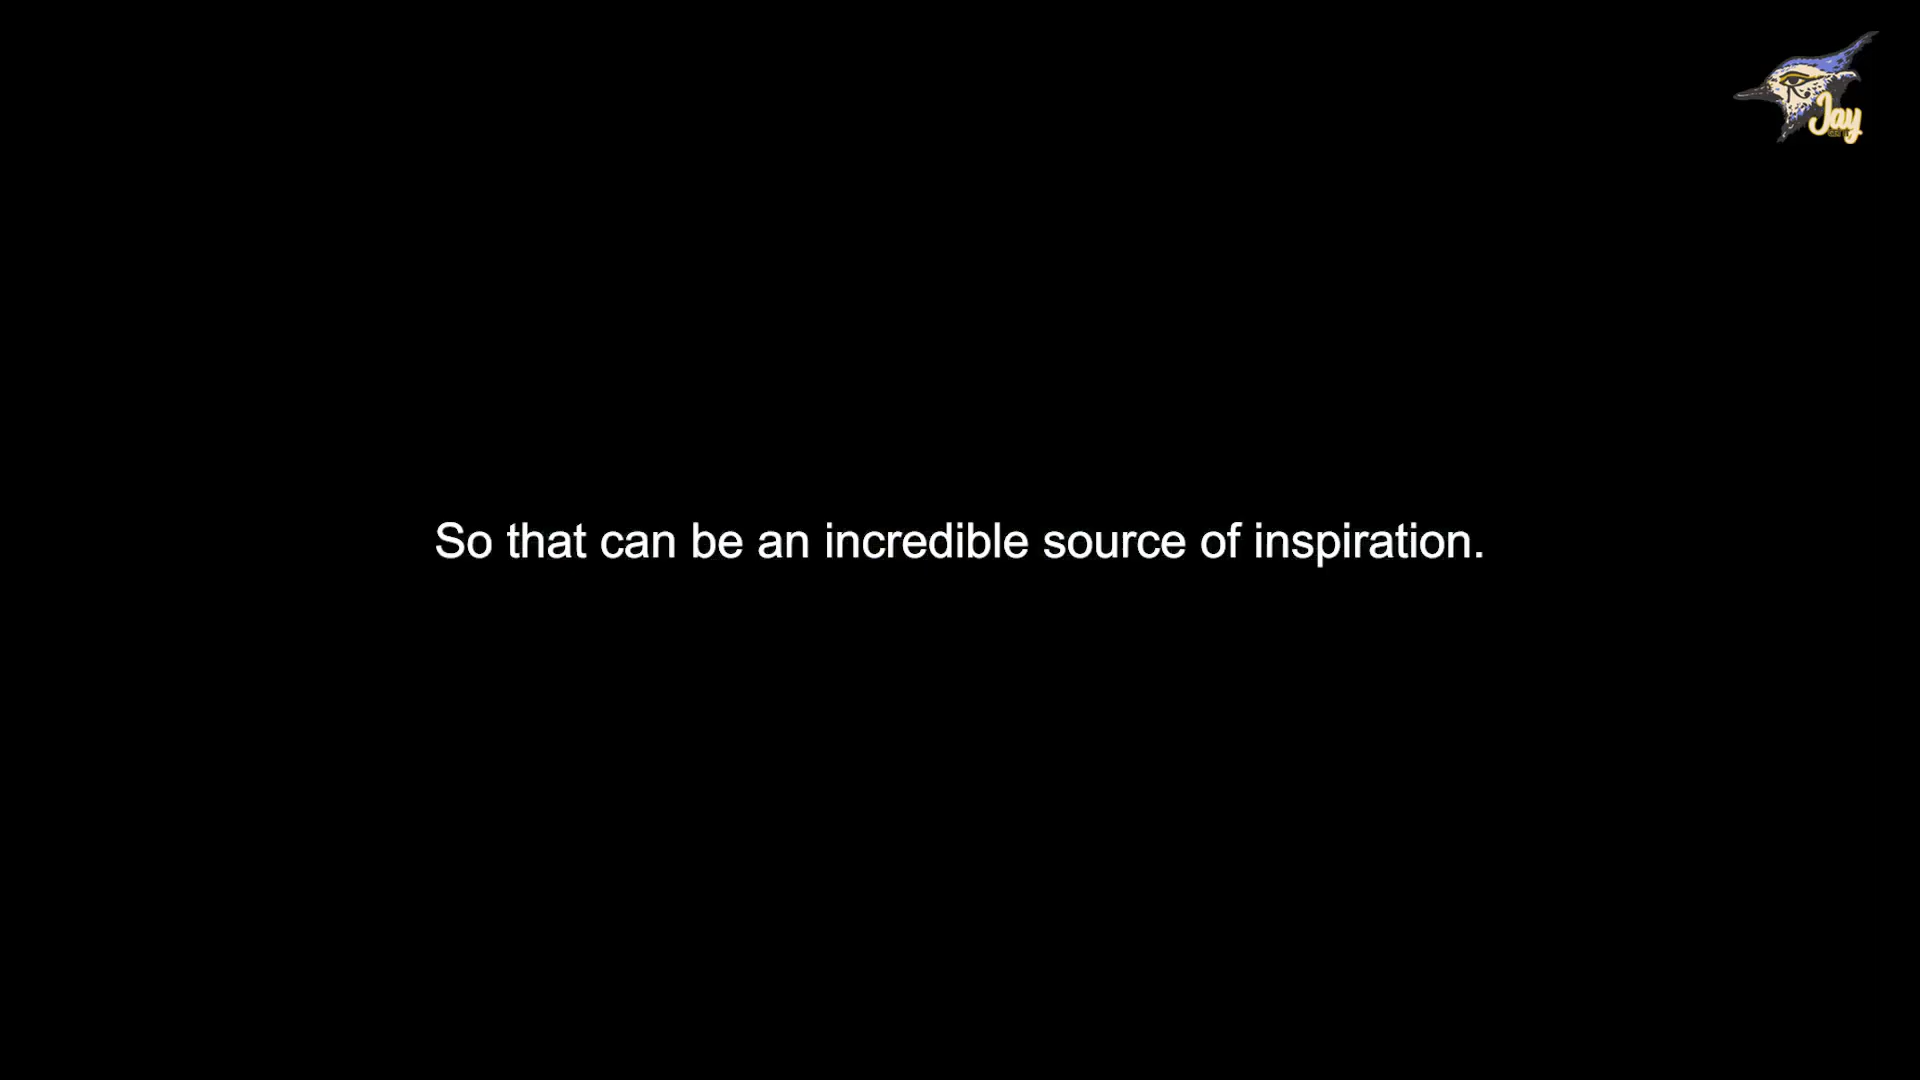 Jay
So that can be an incredible source of inspiration.